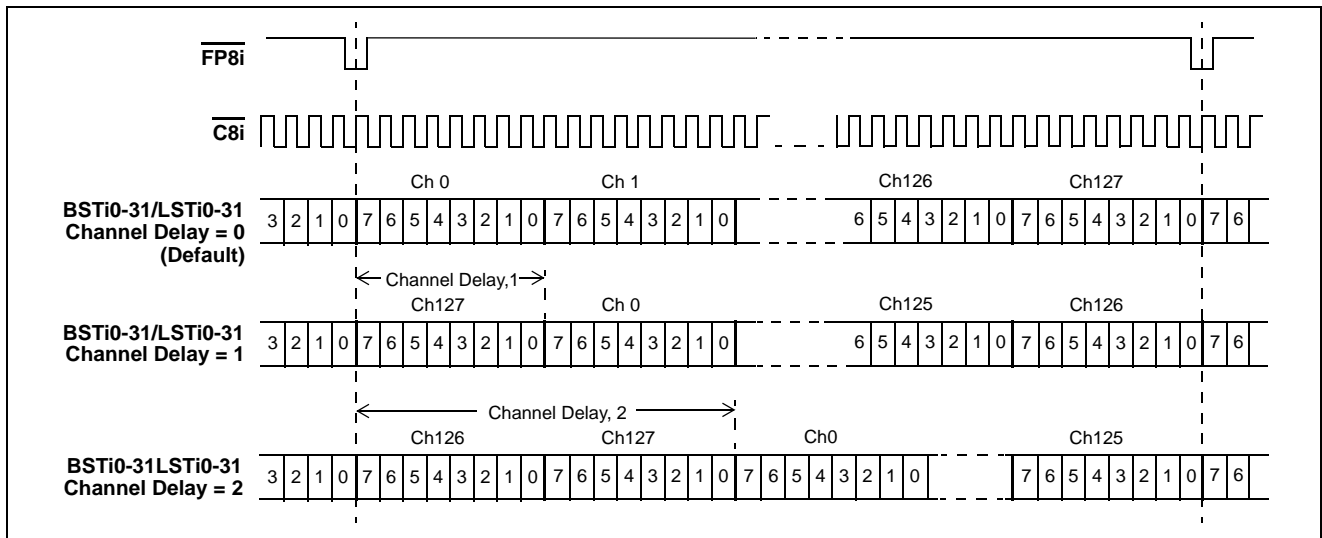 FP8i
C8i
Ch 0 Ch 1 Ch126 Ch127
BSTi0-31/LSTi0-31
Channel Delay = 0
(Default)
3 2 1 0 7 6 5 4 3 2 1 0 7 6 5 4 3 2 1 0 6 5 4 3 2 1 0 7 6 5 4 3 2 1 0 7 6
Channel Delay,1
Ch127 Ch 0 Ch125 Ch126
BSTi0-31/LSTi0-31
Channel Delay = 1
3 2 1 0 7 6 5 4 3 2 1 0 7 6 5 4 3 2 1 0 6 5 4 3 2 1 0 7 6 5 4 3 2 1 0 7 6
Channel Delay, 2
Ch126 Ch127 Ch0 Ch125
BSTi0-31LSTi0-31
Channel Delay = 2
3 2 1 0 7 6 5 4 3 2 1 0 7 6 5 4 3 2 1 0 7 6 5 4 3 2 1 0 7 6 5 4 3 2 1 0 7 6